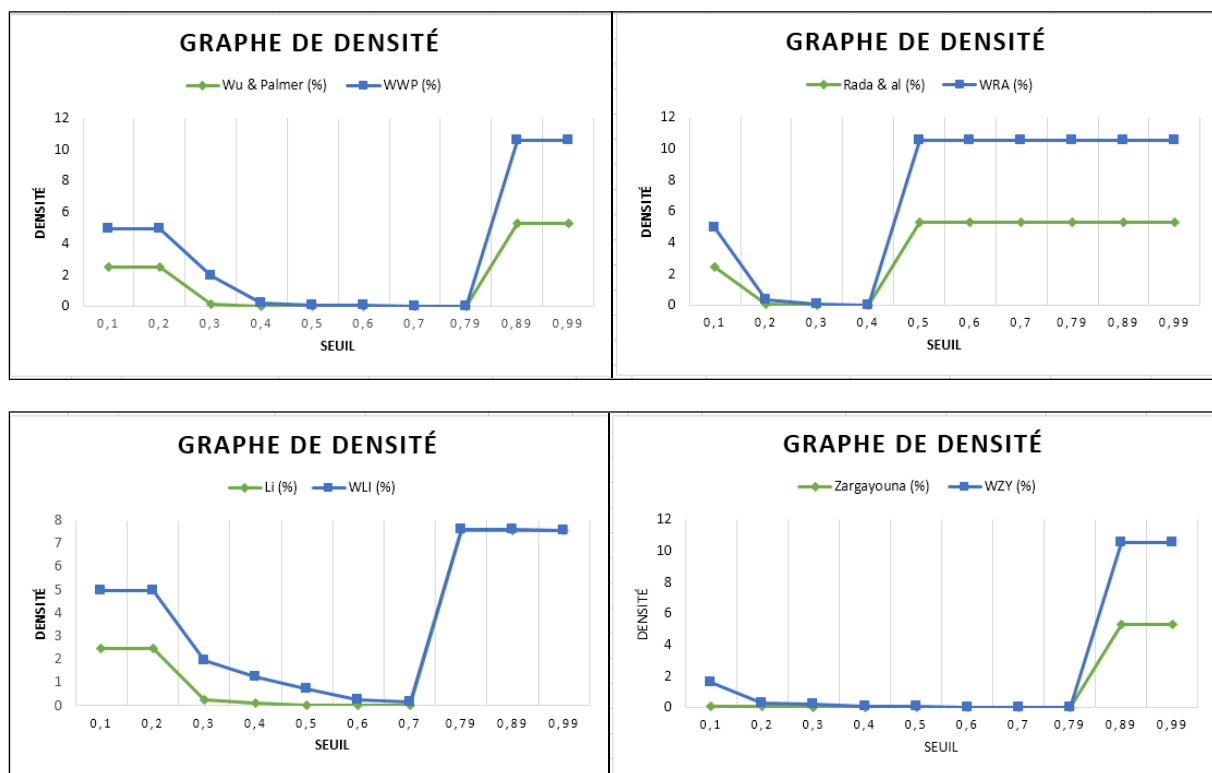 GRAPHE DE DENSITÉ
Wu & Palmer (%) WWP (%)
12
10
8
6
4
2
0
DENSITÉ
0,1 0,2 0,3 0,4 0,5 0,6 0,7 0,79 0,89 0,99
SEUIL
GRAPHE DE DENSITÉ
Rada & al (%) WRA (%)
12
10
8
6
4
2
0
DENSITÉ
0,1 0,2 0,3 0,4 0,5 0,6 0,7 0,79 0,89 0,99
SEUIL
GRAPHE DE DENSITÉ
Li (%) WLI (%)
8
7
6
5
4
3
2
1
0
DENSITÉ
0,1 0,2 0,3 0,4 0,5 0,6 0,7 0,79 0,89 0,99
SEUIL
GRAPHE DE DENSITÉ
Zargayouna (%) WZY (%)
12
10
8
6
4
2
0
DENSITÉ
0,1 0,2 0,3 0,4 0,5 0,6 0,7 0,79 0,89 0,99
SEUIL